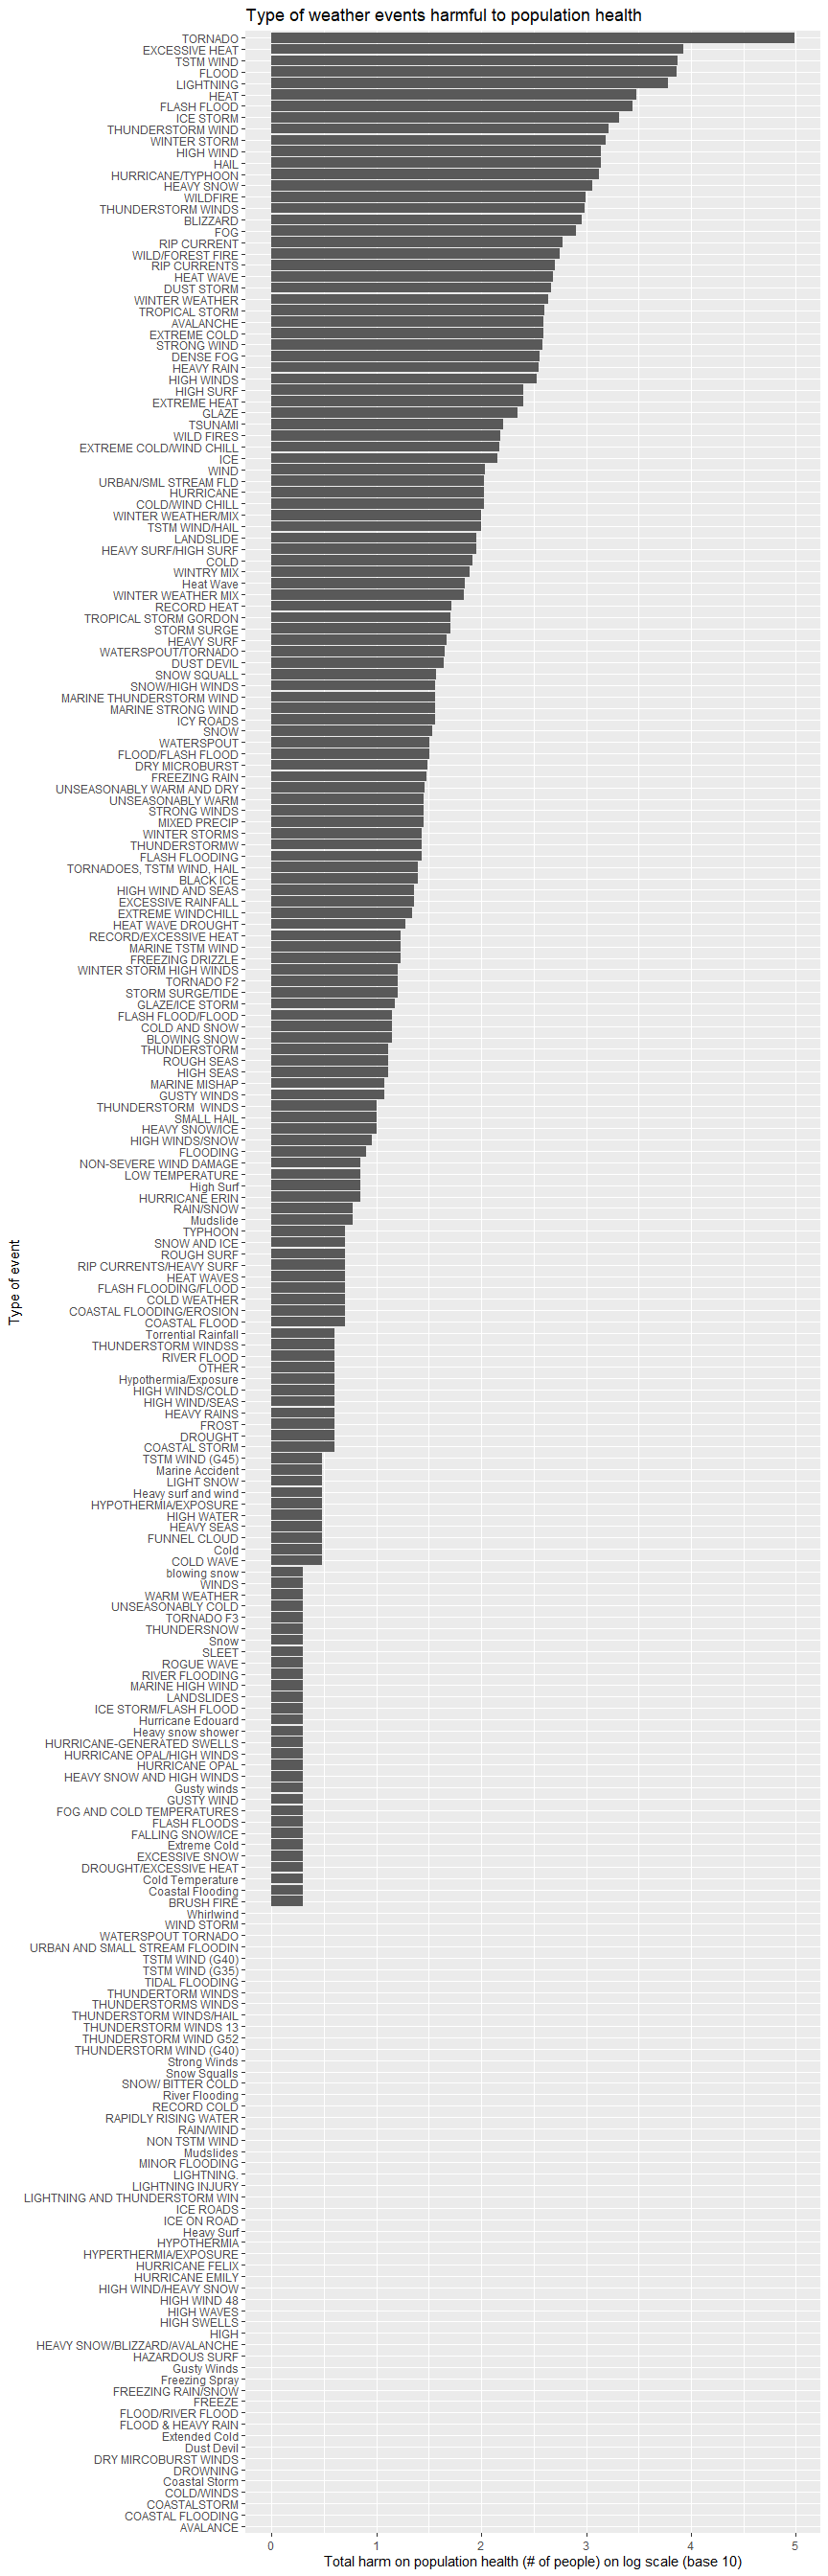 Type of weather events harmful to population health
TORNADO
EXCESSIVE HEAT
TSTM WIND
FLOOD
LIGHTNING
HEAT
FLASH FLOOD
ICE STORM
THUNDERSTORM WIND
WINTER STORM
HIGH WIND
HAIL
HURRICANE/TYPHOON
HEAVY SNOW
WILDFIRE
THUNDERSTORM WINDS
BLIZZARD
FOG
RIP CURRENT
WILD/FOREST FIRE
RIP CURRENTS
HEAT WAVE
DUST STORM
WINTER WEATHER
TROPICAL STORM
AVALANCHE
EXTREME COLD
STRONG WIND
DENSE FOG
HEAVY RAIN
HIGH WINDS
HIGH SURF
EXTREME HEAT
GLAZE
TSUNAMI
WILD FIRES
EXTREME COLD/WIND CHILL
ICE
WIND
URBAN/SML STREAM FLD
HURRICANE
COLD/WIND CHILL
WINTER WEATHER/MIX
TSTM WIND/HAIL
LANDSLIDE
HEAVY SURF/HIGH SURF
COLD
WINTRY MIX
Heat Wave
WINTER WEATHER MIX
RECORD HEAT
TROPICAL STORM GORDON
STORM SURGE
HEAVY SURF
WATERSPOUT/TORNADO
DUST DEVIL
SNOW SQUALL
SNOW/HIGH WINDS
MARINE THUNDERSTORM WIND
MARINE STRONG WIND
ICY ROADS
SNOW
WATERSPOUT
FLOOD/FLASH FLOOD
DRY MICROBURST
FREEZING RAIN
UNSEASONABLY WARM AND DRY
UNSEASONABLY WARM
STRONG WINDS
MIXED PRECIP
WINTER STORMS
THUNDERSTORMW
FLASH FLOODING
TORNADOES, TSTM WIND, HAIL
BLACK ICE
HIGH WIND AND SEAS
EXCESSIVE RAINFALL
EXTREME WINDCHILL
HEAT WAVE DROUGHT
RECORD/EXCESSIVE HEAT
MARINE TSTM WIND
FREEZING DRIZZLE
WINTER STORM HIGH WINDS
TORNADO F2
STORM SURGE/TIDE
GLAZE/ICE STORM
FLASH FLOOD/FLOOD
COLD AND SNOW
BLOWING SNOW
THUNDERSTORM
ROUGH SEAS
HIGH SEAS
MARINE MISHAP
GUSTY WINDS
THUNDERSTORM  WINDS
SMALL HAIL
HEAVY SNOW/ICE
HIGH WINDS/SNOW
FLOODING
NON-SEVERE WIND DAMAGE
LOW TEMPERATURE
High Surf
HURRICANE ERIN
RAIN/SNOW
Mudslide
TYPHOON
SNOW AND ICE
ROUGH SURF
RIP CURRENTS/HEAVY SURF
HEAT WAVES
FLASH FLOODING/FLOOD
COLD WEATHER
COASTAL FLOODING/EROSION
COASTAL FLOOD
Torrential Rainfall
THUNDERSTORM WINDSS
RIVER FLOOD
OTHER
Hypothermia/Exposure
HIGH WINDS/COLD
HIGH WIND/SEAS
HEAVY RAINS
FROST
DROUGHT
COASTAL STORM
TSTM WIND (G45)
Marine Accident
LIGHT SNOW
Heavy surf and wind
HYPOTHERMIA/EXPOSURE
HIGH WATER
HEAVY SEAS
FUNNEL CLOUD
Cold
COLD WAVE
blowing snow
WINDS
WARM WEATHER
UNSEASONABLY COLD
TORNADO F3
THUNDERSNOW
Snow
SLEET
ROGUE WAVE
RIVER FLOODING
MARINE HIGH WIND
LANDSLIDES
ICE STORM/FLASH FLOOD
Hurricane Edouard
Heavy snow shower
HURRICANE-GENERATED SWELLS
HURRICANE OPAL/HIGH WINDS
HURRICANE OPAL
HEAVY SNOW AND HIGH WINDS
Gusty winds
GUSTY WIND
FOG AND COLD TEMPERATURES
FLASH FLOODS
FALLING SNOW/ICE
Extreme Cold
EXCESSIVE SNOW
DROUGHT/EXCESSIVE HEAT
Cold Temperature
Coastal Flooding
BRUSH FIRE
Whirlwind
WIND STORM
WATERSPOUT TORNADO
URBAN AND SMALL STREAM FLOODIN
TSTM WIND (G40)
TSTM WIND (G35)
TIDAL FLOODING
THUNDERTORM WINDS
THUNDERSTORMS WINDS
THUNDERSTORM WINDS/HAIL
THUNDERSTORM WINDS 13
THUNDERSTORM WIND G52
THUNDERSTORM WIND (G40)
Strong Winds
Snow Squalls
SNOW/ BITTER COLD
River Flooding
RECORD COLD
RAPIDLY RISING WATER
RAIN/WIND
NON TSTM WIND
Mudslides
MINOR FLOODING
LIGHTNING.
LIGHTNING INJURY
LIGHTNING AND THUNDERSTORM WIN
ICE ROADS
ICE ON ROAD
Heavy Surf
HYPOTHERMIA
HYPERTHERMIA/EXPOSURE
HURRICANE FELIX
HURRICANE EMILY
HIGH WIND/HEAVY SNOW
HIGH WIND 48
HIGH WAVES
HIGH SWELLS
HIGH
HEAVY SNOW/BLIZZARD/AVALANCHE
HAZARDOUS SURF
Gusty Winds
Freezing Spray
FREEZING RAIN/SNOW
FREEZE
FLOOD/RIVER FLOOD
FLOOD & HEAVY RAIN
Extended Cold
Dust Devil
DRY MIRCOBURST WINDS
DROWNING
Coastal Storm
COLD/WINDS
COASTALSTORM
COASTAL FLOODING
AVALANCE
Type of event
0 1 2 3 4 5
Total harm on population health (# of people) on log scale (base 10)